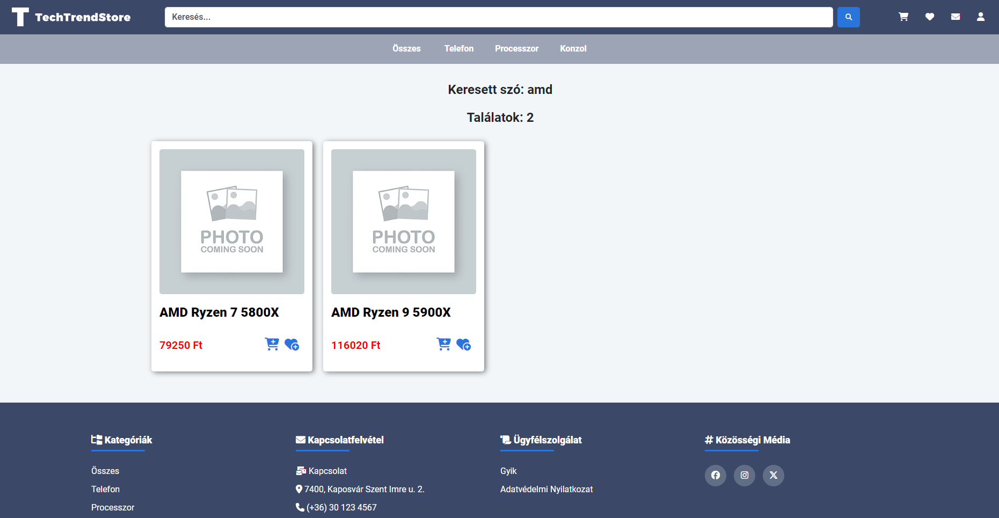 T TechTrendStore
Keresés...
Összes Telefon Processzor Konzol
Keresett szó: amd
Találatok: 2
PHOTO
COMING SOON
AMD Ryzen 7 5800X
79250 Ft
PHOTO
COMING SOON
AMD Ryzen 9 5900X
116020 Ft
Kategóriák
Összes
Telefon
Processzor
Kapcsolatfelvétel
Kapcsolat
7400, Kaposvár Szent Imre u. 2.
(+36) 30 123 4567
Ügyfélszolgálat
Gyik
Adatvédelmi Nyilatkozat
# Közösségi Média